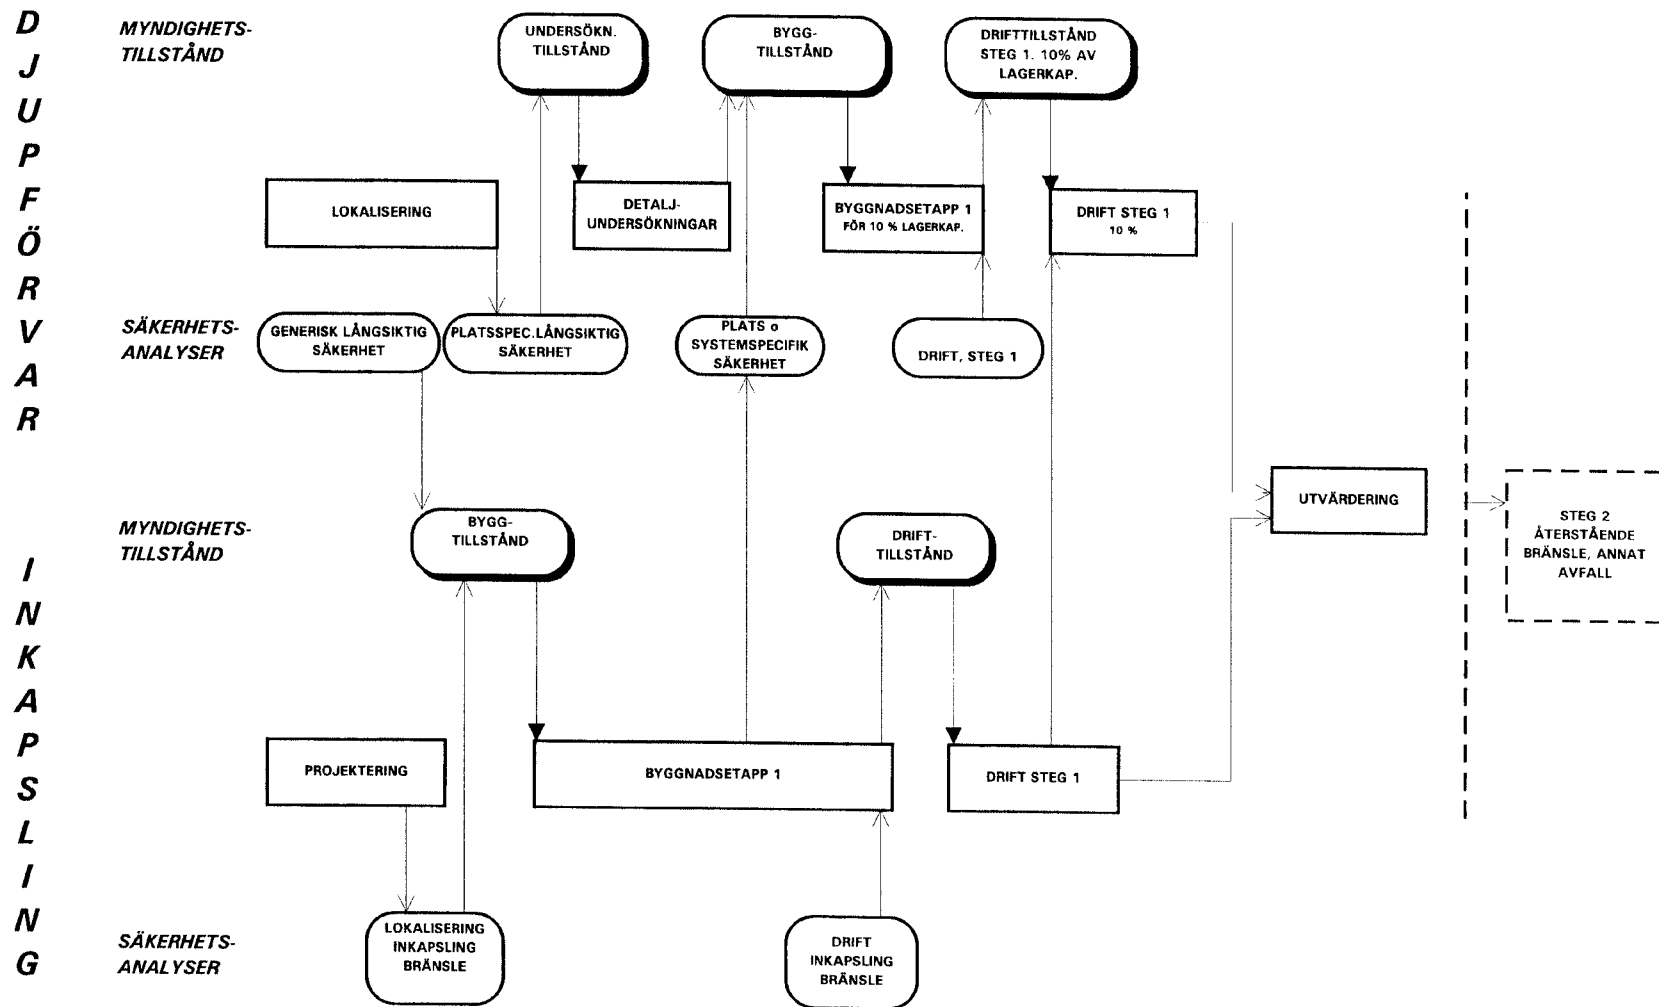 DJUPFÖRVAR
MYNDIGHETS-
TILLSTÅND
UNDERSÖKN.
TILLSTÅND
BYGG-
TILLSTÅND
DRIFTTILLSTÅND
STEG 1. 10% AV
LAGERKAP.
LOKALISERING
DETALJ-
UNDERSÖKNINGAR
BYGGNADSETAPP 1
FÖR 10 % LAGERKAP.
DRIFT STEG 1
10 %
SÄKERHETS-
ANALYSER
GENERISK LÅNGSIKTIG
SÄKERHET
PLATSSPEC.LÅNGSIKTIG
SÄKERHET
PLATS o
SYSTEMSPECIFIK
SÄKERHET
DRIFT, STEG 1
INKAPSLING
MYNDIGHETS-
TILLSTÅND
BYGG-
TILLSTÅND
DRIFT-
TILLSTÅND
UTVÄRDERING
STEG 2
ÅTERSTÅENDE
BRÄNSLE, ANNAT
AVFALL
PROJEKTERING
BYGGNADSETAPP 1
DRIFT STEG 1
SÄKERHETS-
ANALYSER
LOKALISERING
INKAPSLING
BRÄNSLE
DRIFT
INKAPSLING
BRÄNSLE